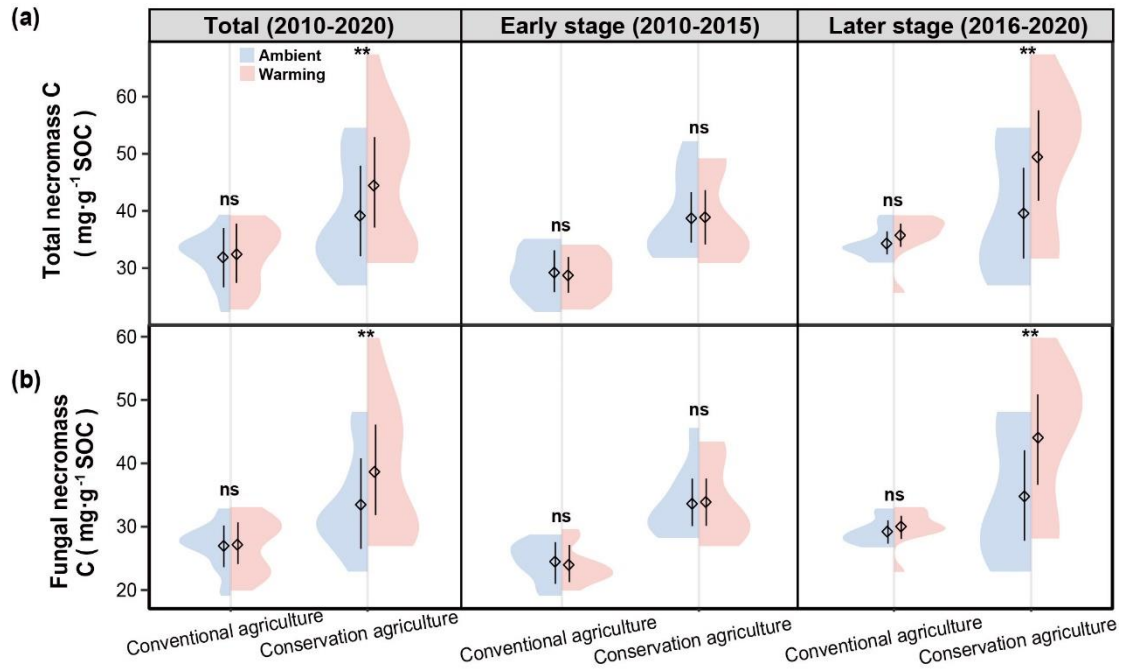 (a)
Total (2010-2020)
Early stage (2010-2015)
Later stage (2016-2020)
Total necromass C
( mg·g⁻¹ SOC )
60
50
40
30
Ambient
Warming
ns
**
ns
ns
ns
**
(b)
Fungal necromass
C ( mg·g⁻¹ SOC )
60
50
40
30
20
ns
**
ns
ns
ns
**
Conventional agriculture
Conservation agriculture
Conventional agriculture
Conservation agriculture
Conventional agriculture
Conservation agriculture